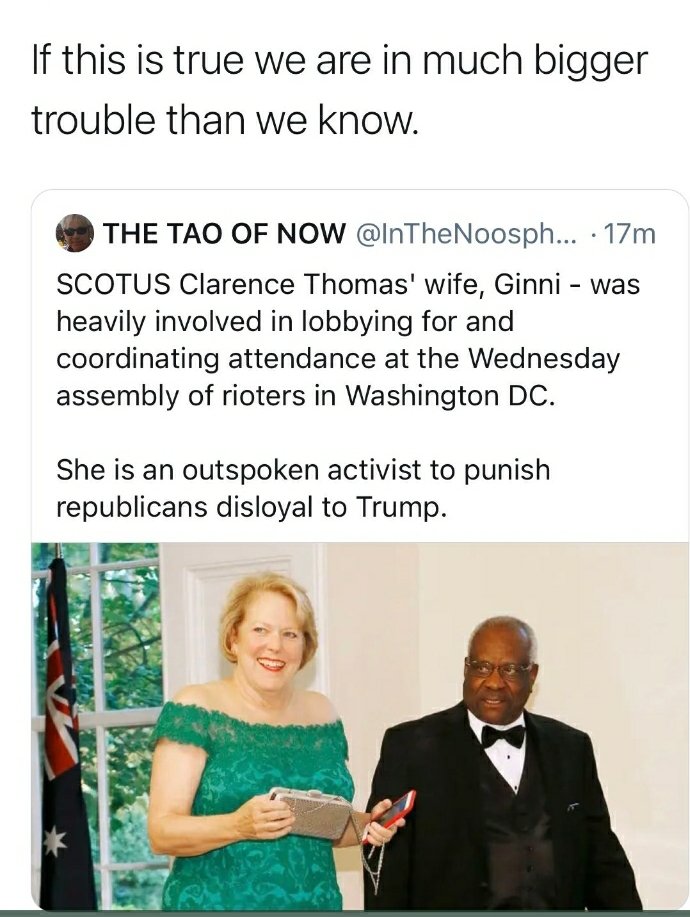 If this is true we are in much bigger
trouble than we know.
THE TAO OF NOW @InTheNoosph... · 17m
SCOTUS Clarence Thomas' wife, Ginni - was
heavily involved in lobbying for and
coordinating attendance at the Wednesday
assembly of rioters in Washington DC.
She is an outspoken activist to punish
republicans disloyal to Trump.